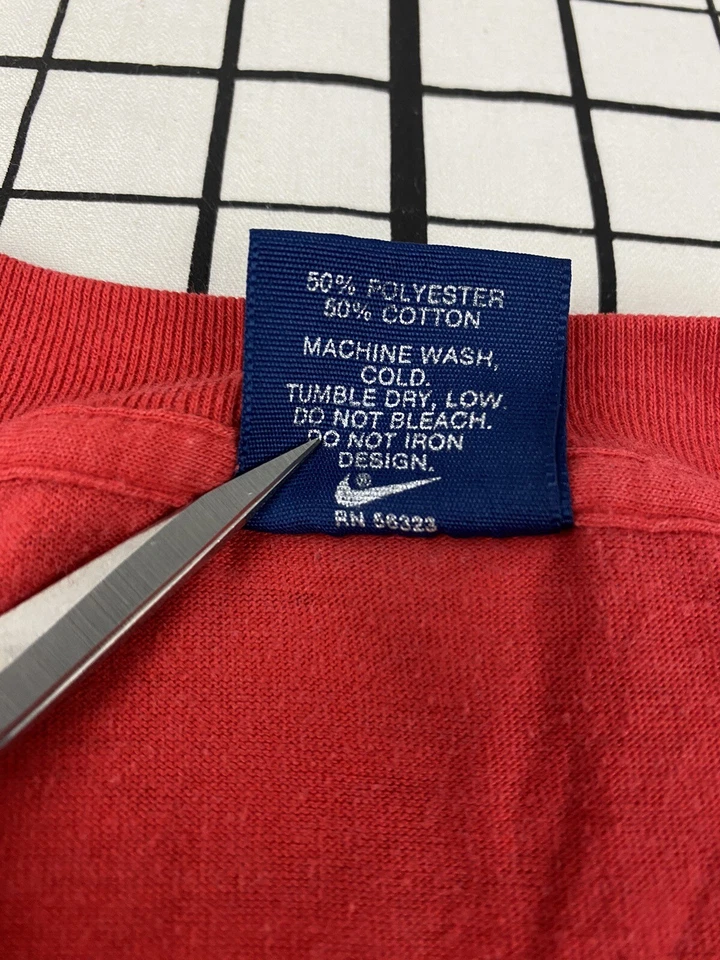 50% POLYESTER
50% COTTON
MACHINE WASH,
COLD.
TUMBLE DRY, LOW.
DO NOT BLEACH.
DO NOT IRON
DESIGN.
®
RN 56323